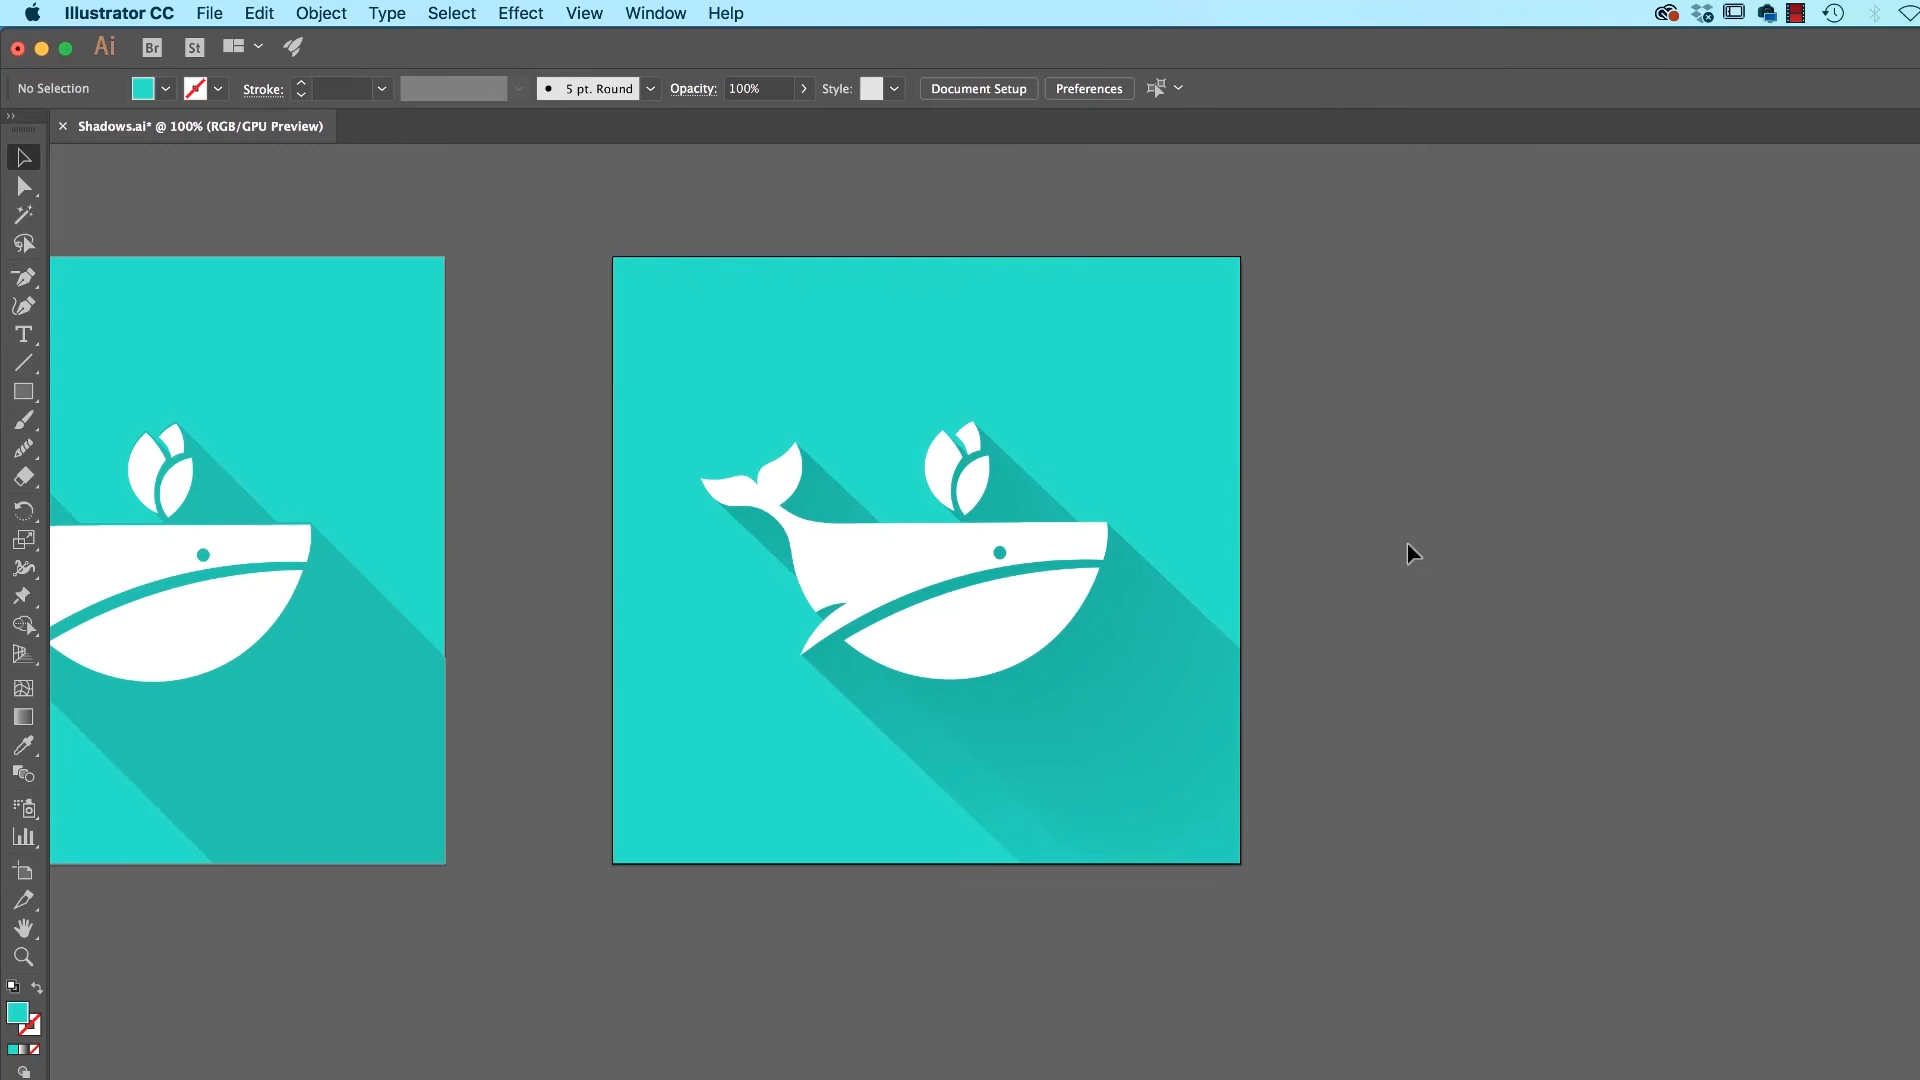 Illustrator CC File Edit Object Type Select Effect View Window Help
Ai Br St
No Selection Stroke: 5 pt. Round Opacity: 100% Style: Document Setup Preferences
Shadows.ai* @ 100% (RGB/GPU Preview)